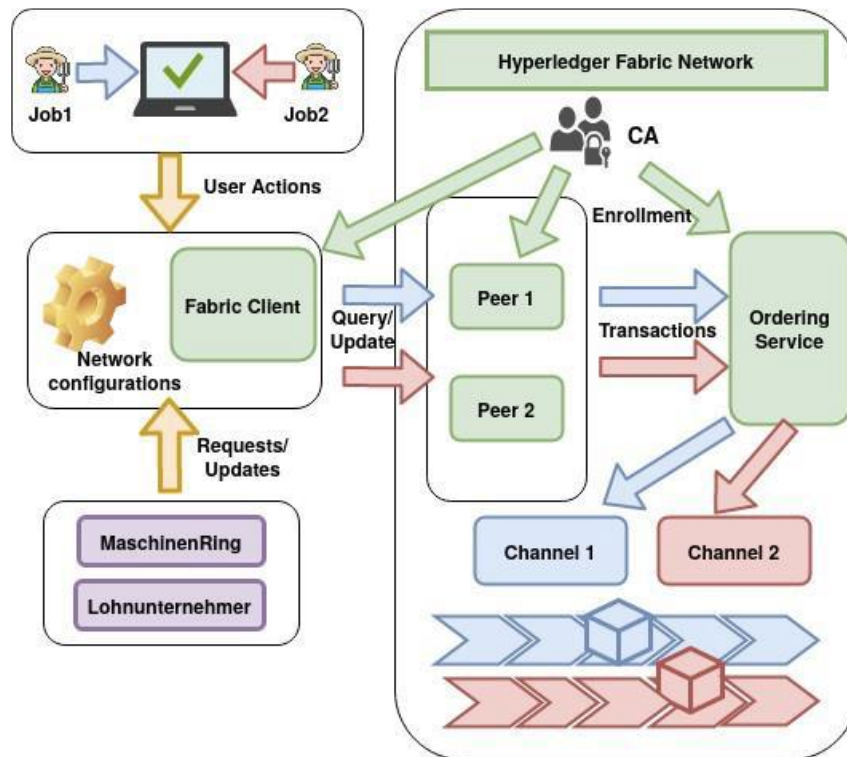 Job1
Job2
User Actions
Fabric Client
Network
configurations
Requests/
Updates
MaschinenRing
Lohnunternehmer
Hyperledger Fabric Network
CA
Enrollment
Query/
Update
Peer 1
Peer 2
Transactions
Ordering
Service
Channel 1
Channel 2